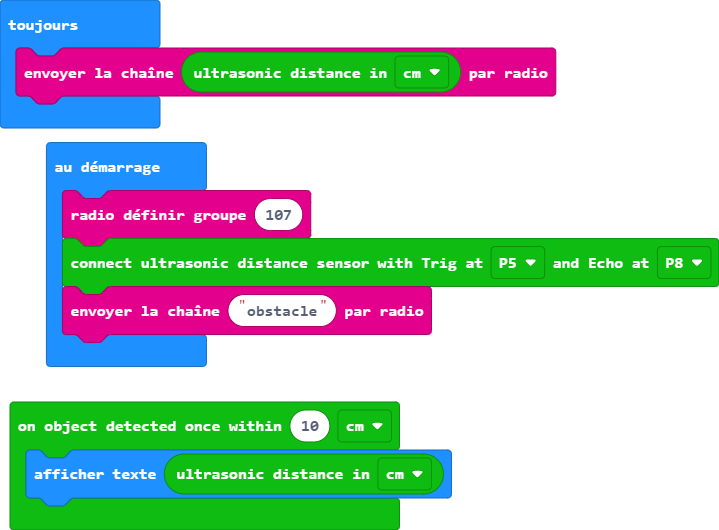 toujours
envoyer la chaîne ultrasonic distance in cm par radio
au démarrage
radio définir groupe 107
connect ultrasonic distance sensor with Trig at P5 and Echo at P8
envoyer la chaîne "obstacle" par radio
on object detected once within 10 cm
afficher texte ultrasonic distance in cm